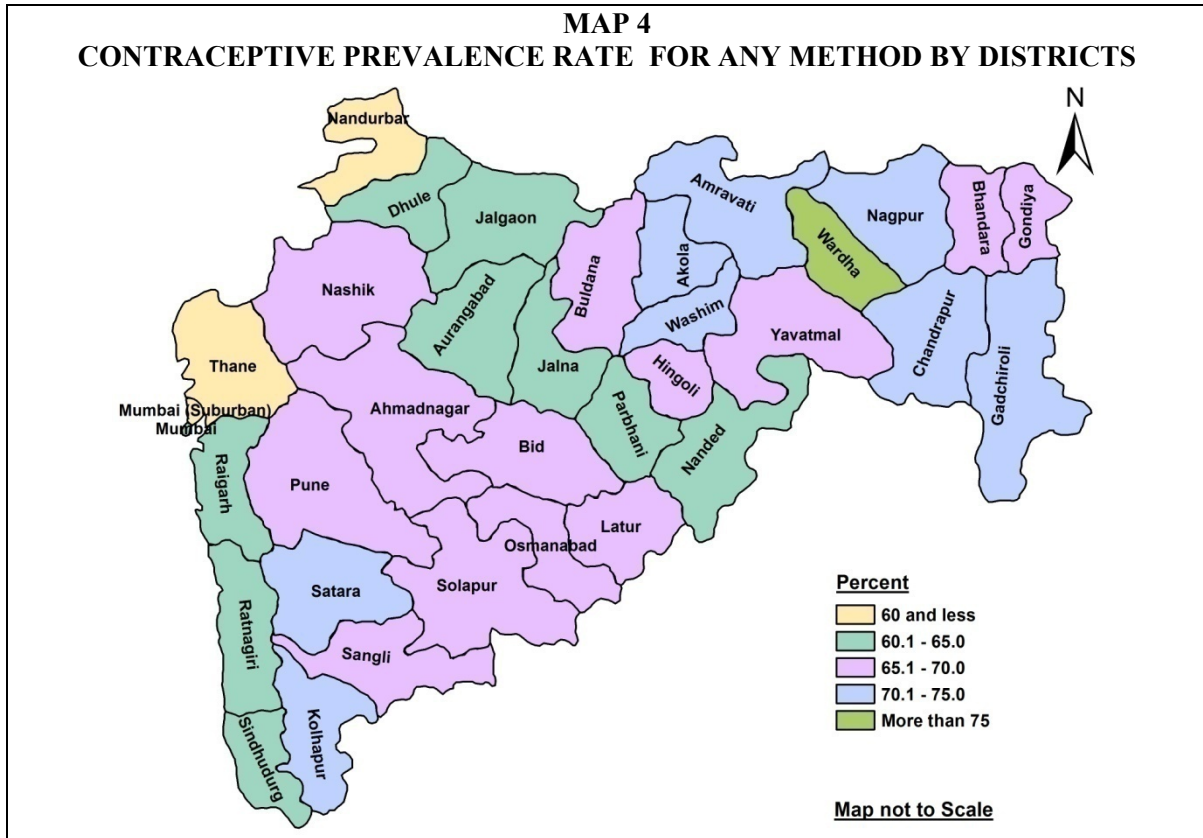 MAP 4
CONTRACEPTIVE PREVALENCE RATE FOR ANY METHOD BY DISTRICTS
N
Nandurbar
Dhule
Jalgaon
Amravati
Nagpur
Bhandara
Gondiya
Wardha
Akola
Buldana
Nashik
Aurangabad
Jalna
Washim
Yavatmal
Chandrapur
Gadchiroli
Hingoli
Thane
Mumbai (Suburban)
Mumbai
Ahmadnagar
Parbhani
Nanded
Bid
Raigarh
Pune
Latur
Osmanabad
Solapur
Satara
Ratnagiri
Sangli
Kolhapur
Sindhudurg
Percent
60 and less
60.1 - 65.0
65.1 - 70.0
70.1 - 75.0
More than 75
Map not to Scale